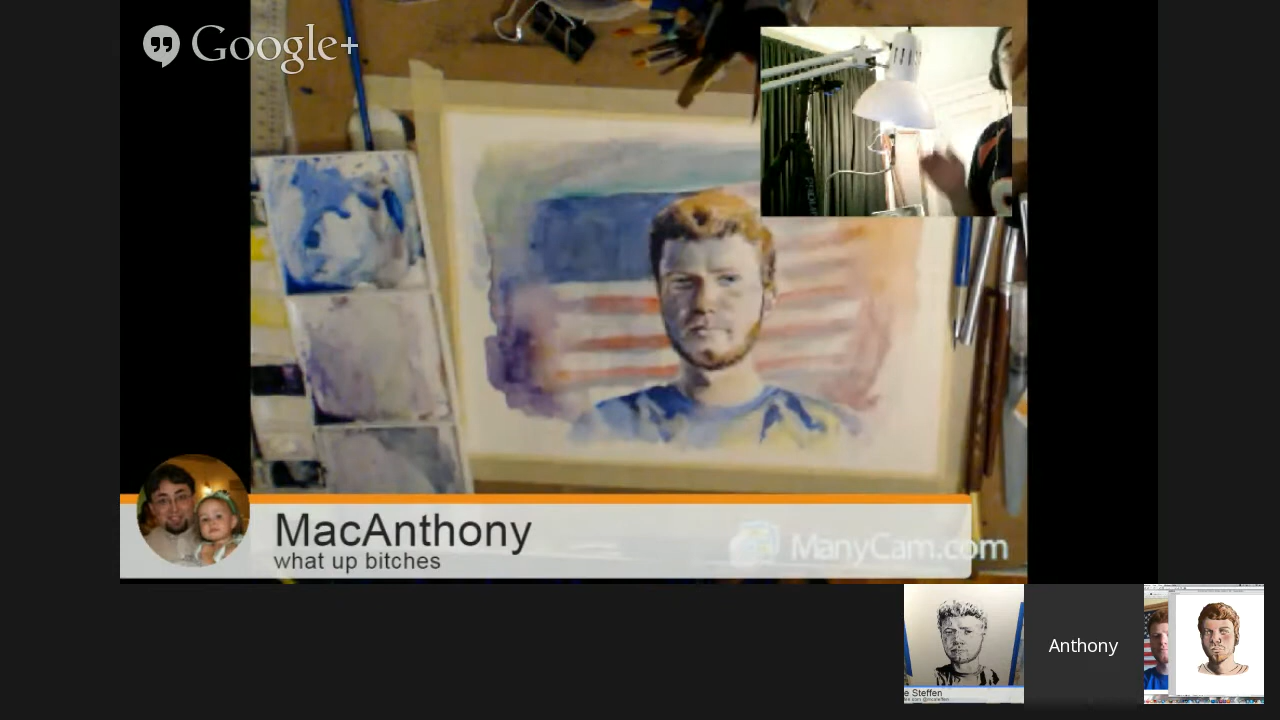 Google+
MacAnthony
what up bitches
ManyCam.com
e Steffen
Anthony